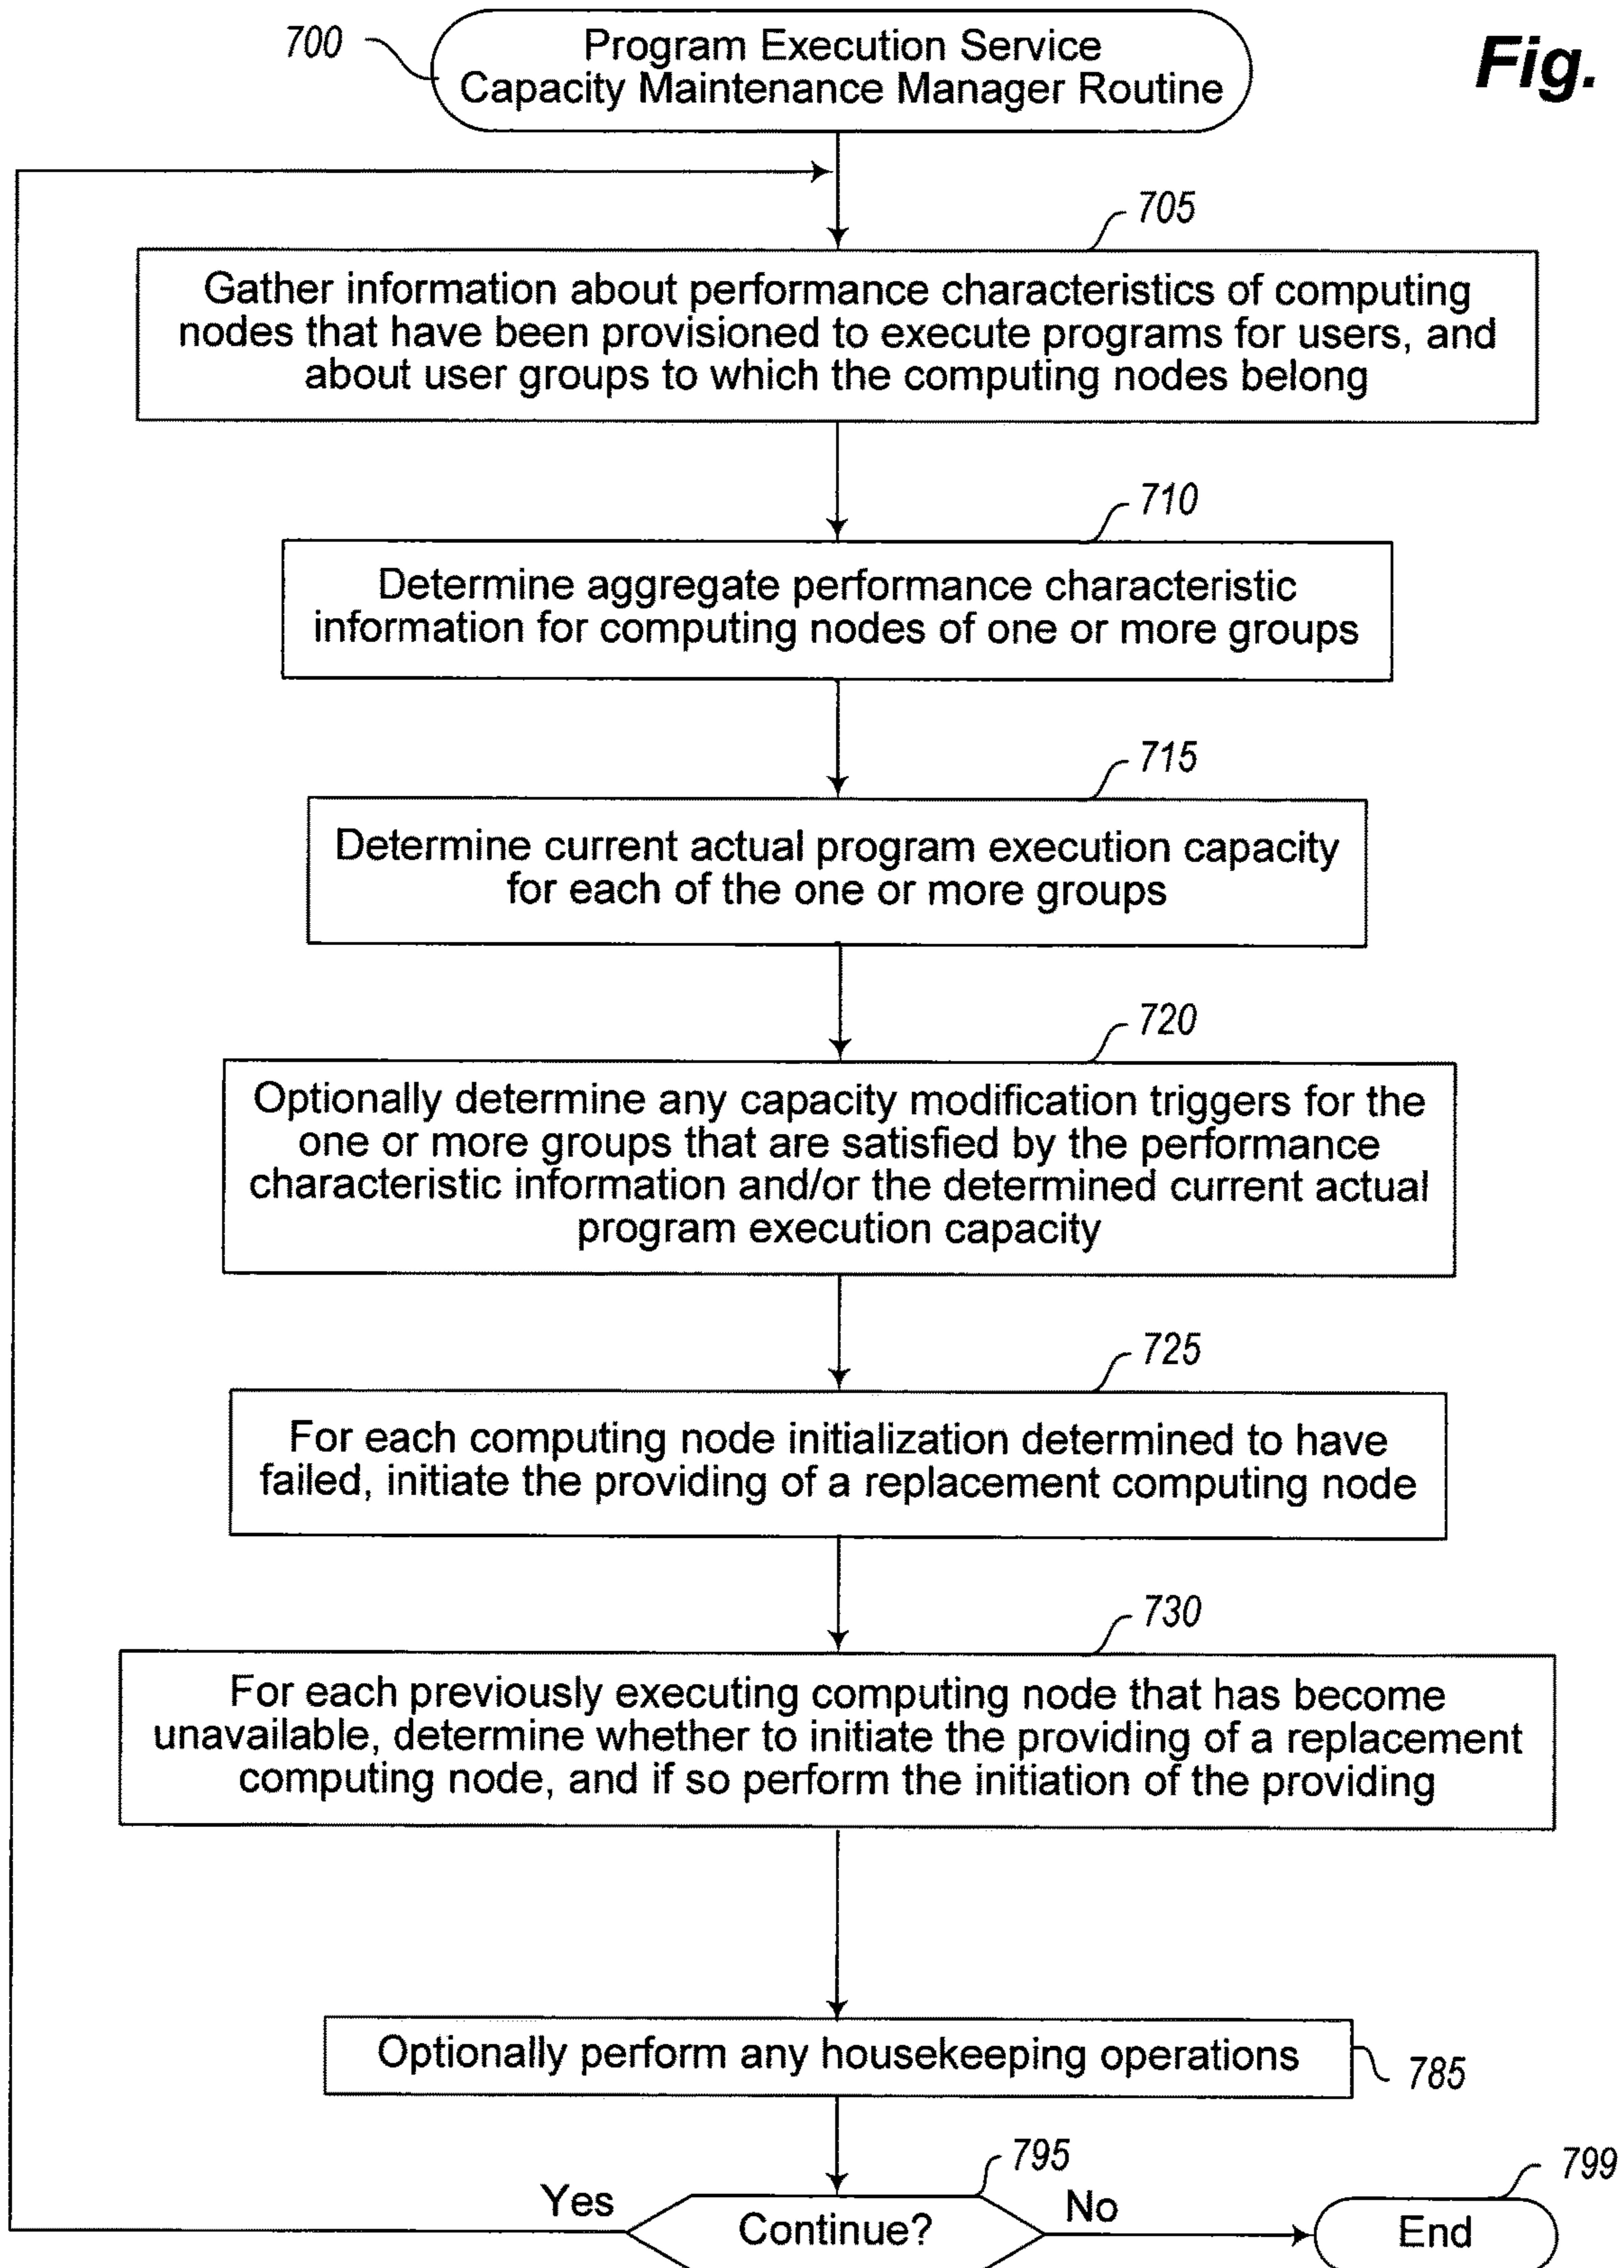 700
Program Execution Service
Capacity Maintenance Manager Routine
Fig.
705
Gather information about performance characteristics of computing
nodes that have been provisioned to execute programs for users, and
about user groups to which the computing nodes belong
710
Determine aggregate performance characteristic
information for computing nodes of one or more groups
715
Determine current actual program execution capacity
for each of the one or more groups
720
Optionally determine any capacity modification triggers for the
one or more groups that are satisfied by the performance
characteristic information and/or the determined current actual
program execution capacity
725
For each computing node initialization determined to have
failed, initiate the providing of a replacement computing node
730
For each previously executing computing node that has become
unavailable, determine whether to initiate the providing of a replacement
computing node, and if so perform the initiation of the providing
Optionally perform any housekeeping operations
785
795
799
Yes
Continue?
No
End